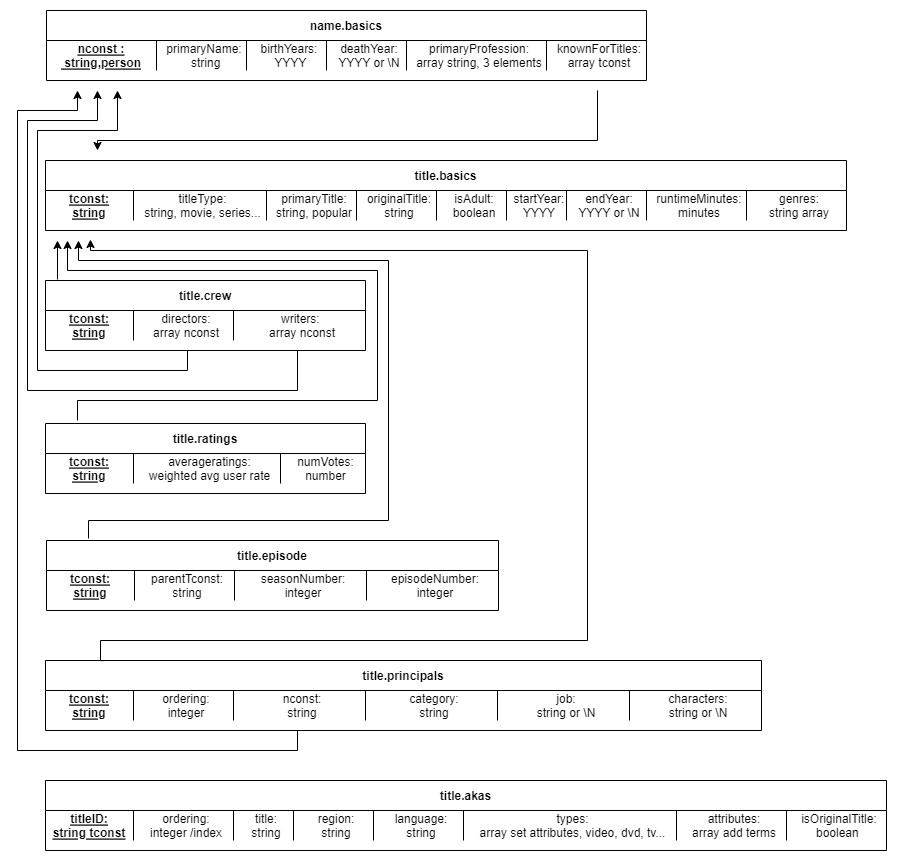 name.basics
nconst : primaryName: birthYears: deathYear: primaryProfession: knownForTitles:
string,person string YYYY YYYY or \N array string, 3 elements array tconst
title.basics
tconst: titleType: primaryTitle: originalTitle: isAdult: startYear: endYear: runtimeMinutes: genres:
string string, movie, series... string, popular string boolean YYYY YYYY or \N minutes string array
title.crew
tconst: directors: writers:
string array nconst array nconst
title.ratings
tconst: averageratings: numVotes:
string weighted avg user rate number
title.episode
tconst: parentTconst: seasonNumber: episodeNumber:
string string integer integer
title.principals
tconst: ordering: nconst: category: job: characters:
string integer string string string or \N string or \N
title.akas
titleID: ordering: title: region: language: types: attributes: isOriginalTitle:
string tconst integer /index string string string array set attributes, video, dvd, tv... array add terms boolean